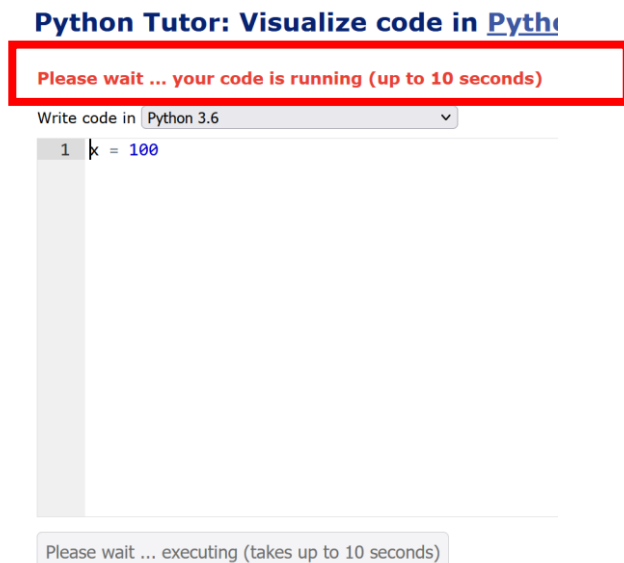 Python Tutor: Visualize code in
Please wait ... your code is running (up to 10 seconds)
Write code in Python 3.6
1 x = 100
Please wait ... executing (takes up to 10 seconds)